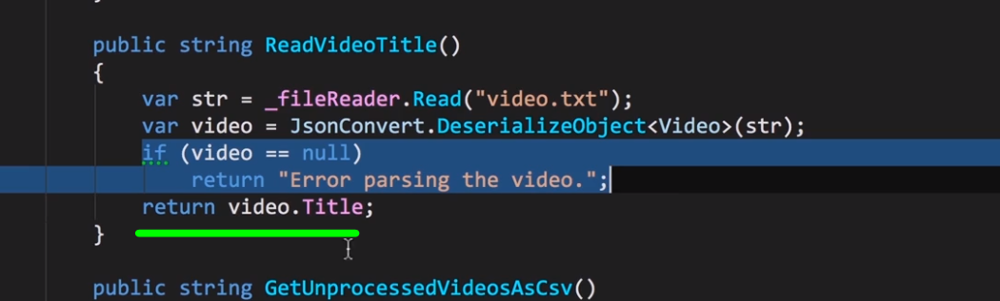 public string ReadVideoTitle()
{
var str = _fileReader.Read("video.txt");
var video = JsonConvert.DeserializeObject<Video>(str);
if (video == null)
return "Error parsing the video.";
return video.Title;
}
public string GetUnprocessedVideosAsCsv()